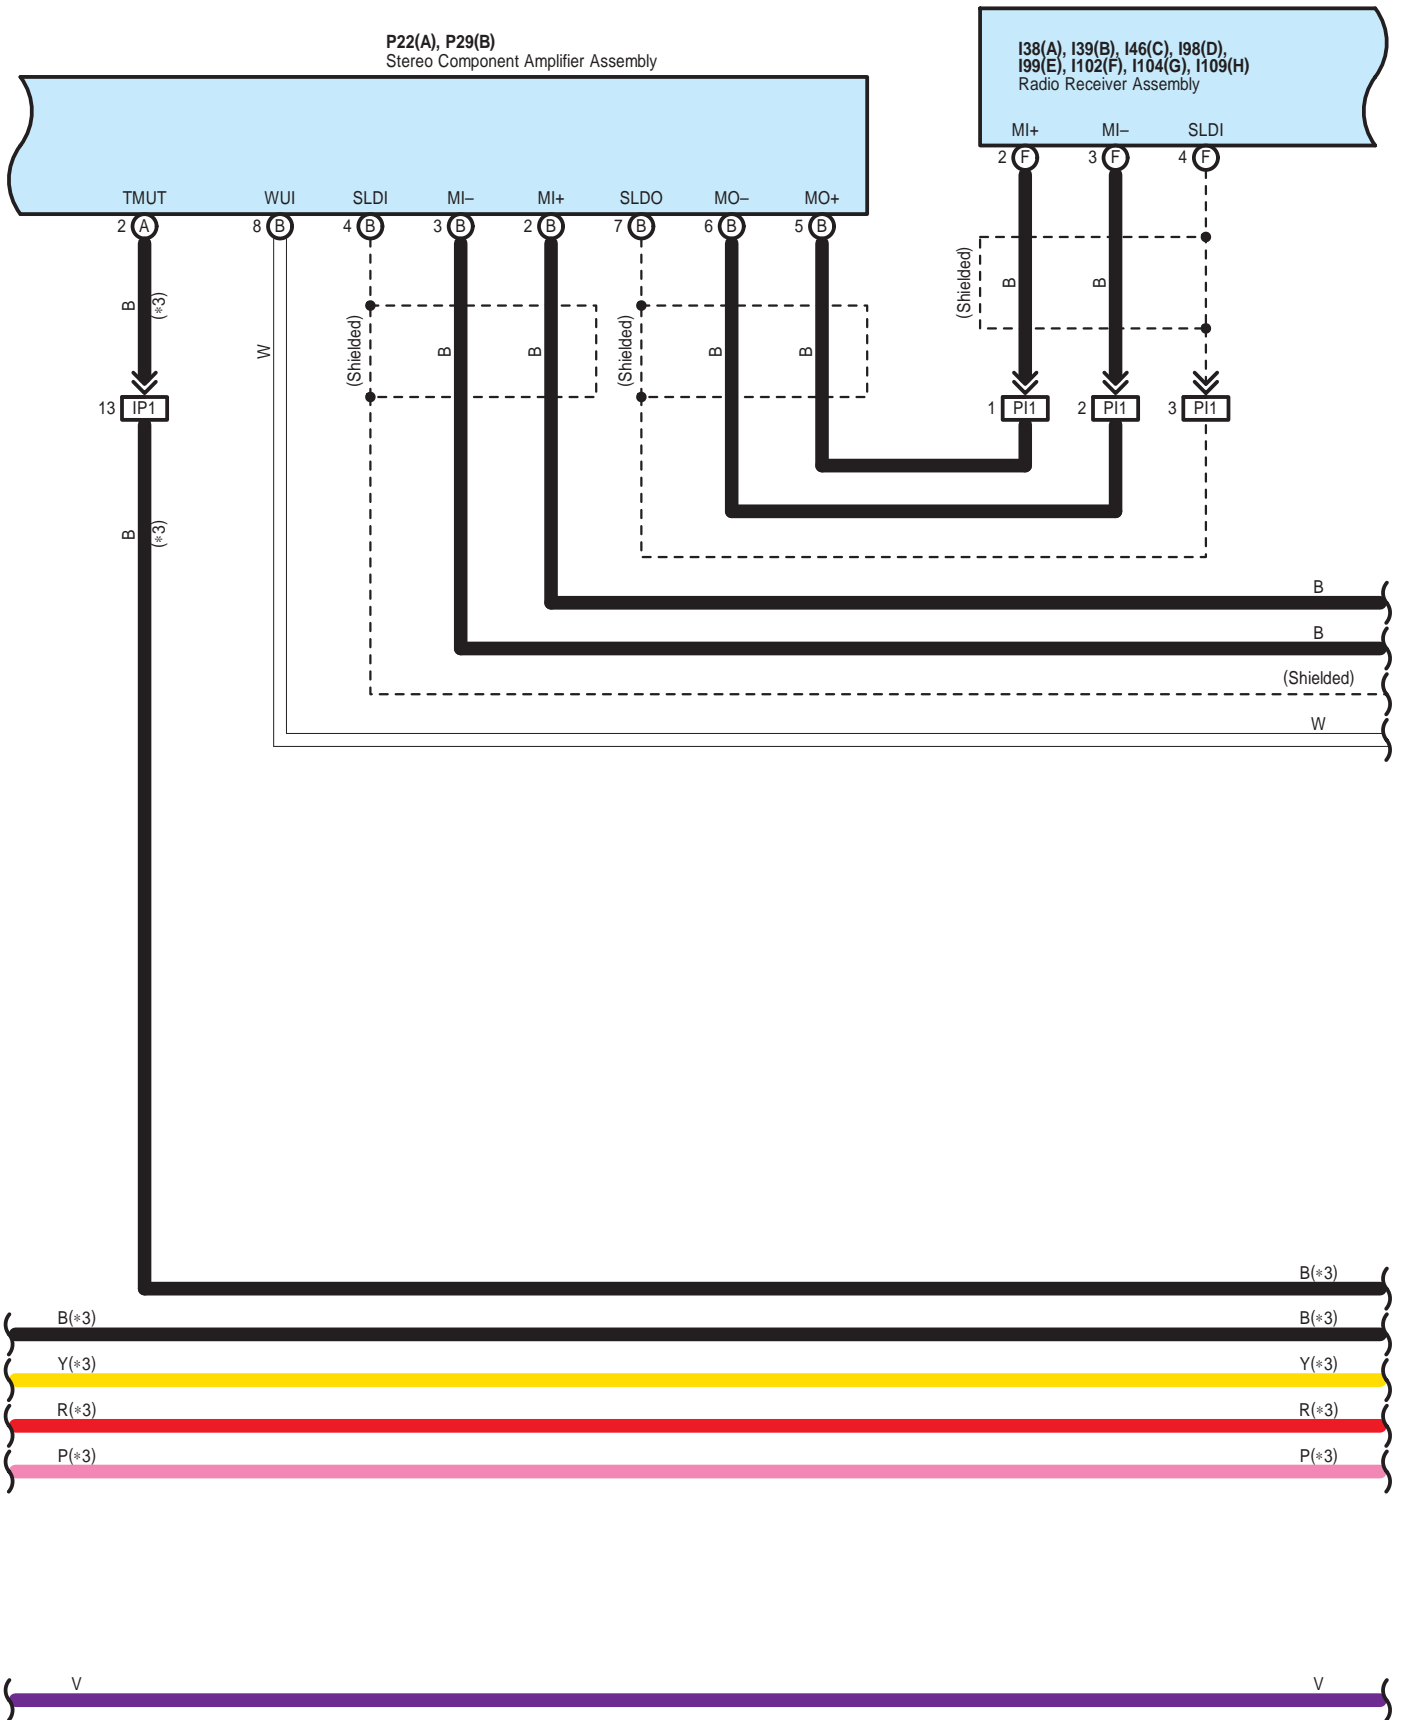 P22(A), P29(B)
Stereo Component Amplifier Assembly
I38(A), I39(B), I46(C), I98(D),
I99(E), I102(F), I104(G), I109(H)
Radio Receiver Assembly
MI+ MI– SLDI
2 F 3 F 4 F
TMUT WUI SLDI MI– MI+ SLDO MO– MO+
2 A 8 B 4 B 3 B 2 B 7 B 6 B 5 B
(Shielded) B B
B (*3)
W (Shielded) B B (Shielded) B B
13 IP1
1 PI1 2 PI1 3 PI1
B (*3)
B
B
(Shielded)
W
B(*3)
B(*3) B(*3)
Y(*3) Y(*3)
R(*3) R(*3)
P(*3) P(*3)
V V